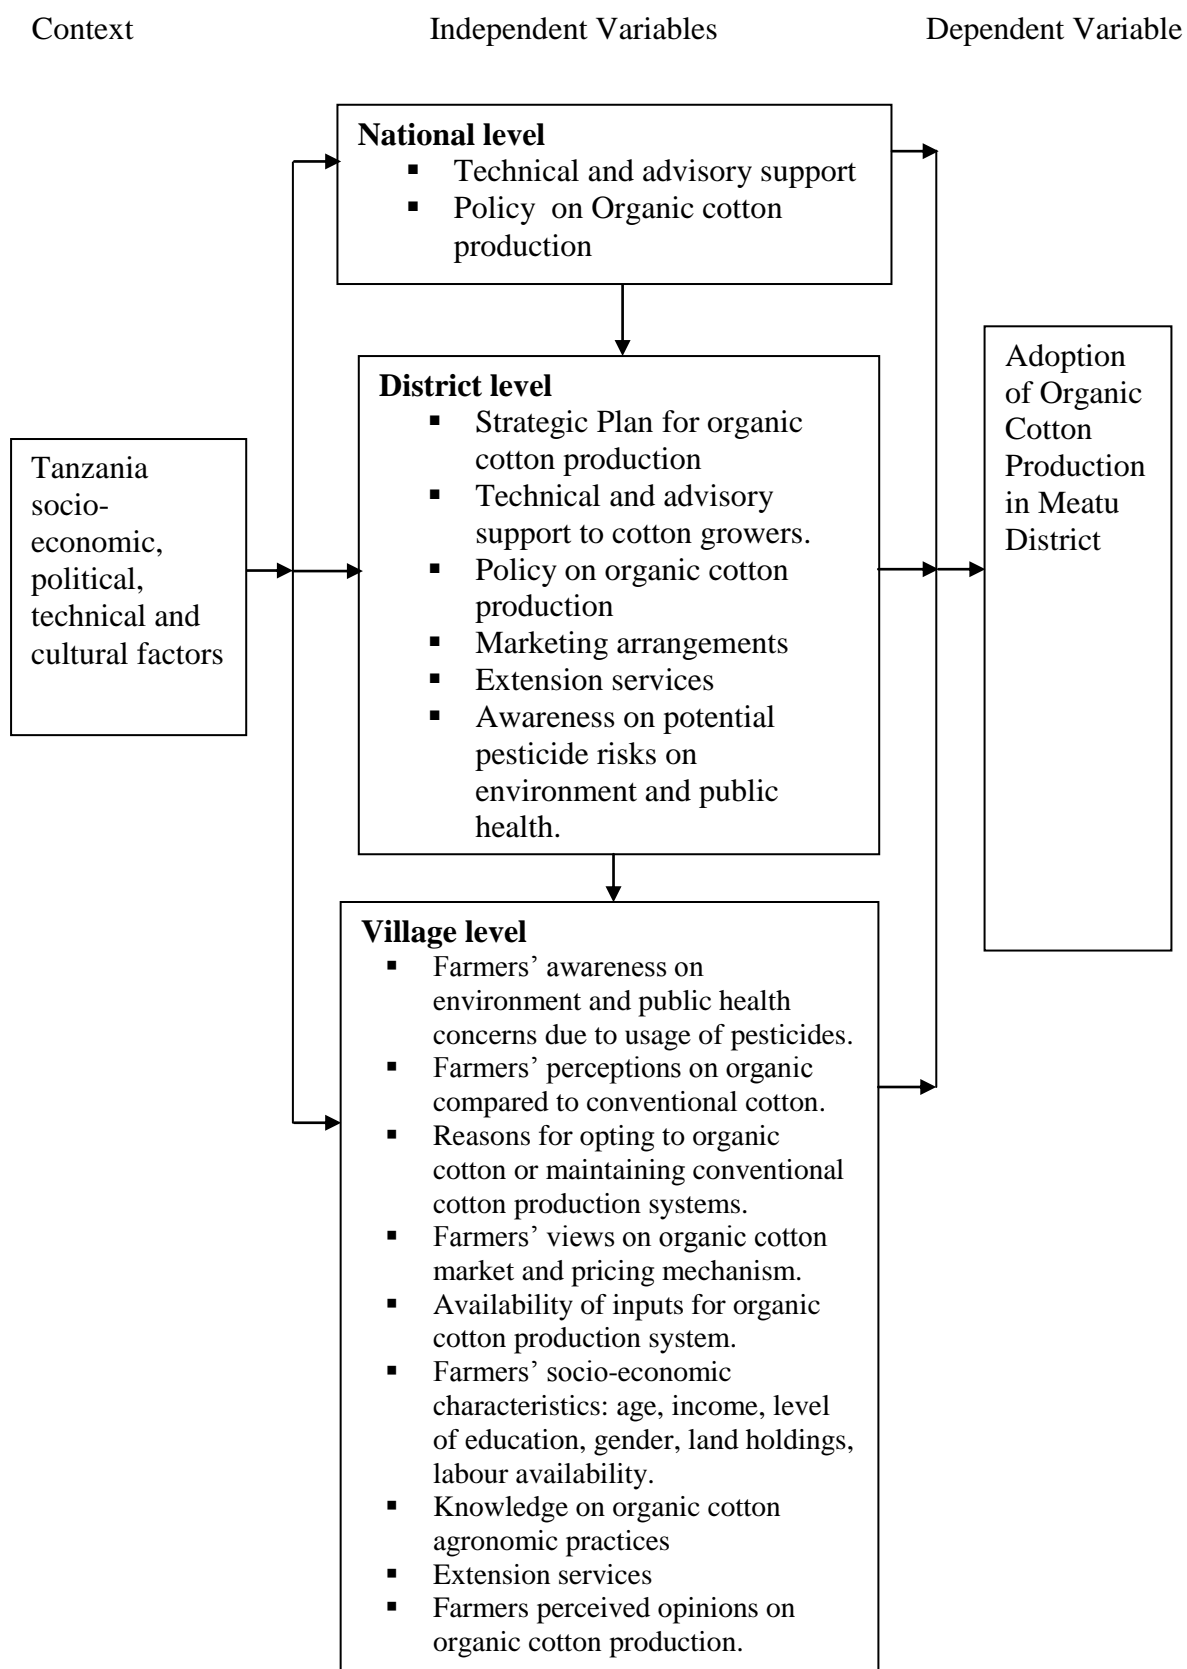 Context
Independent Variables
Dependent Variable
National level
▪ Technical and advisory support
▪ Policy on Organic cotton
production
District level
▪ Strategic Plan for organic
cotton production
▪ Technical and advisory
support to cotton growers.
▪ Policy on organic cotton
production
▪ Marketing arrangements
▪ Extension services
▪ Awareness on potential
pesticide risks on
environment and public
health.
Adoption
of Organic
Cotton
Production
in Meatu
District
Tanzania
socio-
economic,
political,
technical and
cultural factors
Village level
▪ Farmers’ awareness on
environment and public health
concerns due to usage of pesticides.
▪ Farmers’ perceptions on organic
compared to conventional cotton.
▪ Reasons for opting to organic
cotton or maintaining conventional
cotton production systems.
▪ Farmers’ views on organic cotton
market and pricing mechanism.
▪ Availability of inputs for organic
cotton production system.
▪ Farmers’ socio-economic
characteristics: age, income, level
of education, gender, land holdings,
labour availability.
▪ Knowledge on organic cotton
agronomic practices
▪ Extension services
▪ Farmers perceived opinions on
organic cotton production.